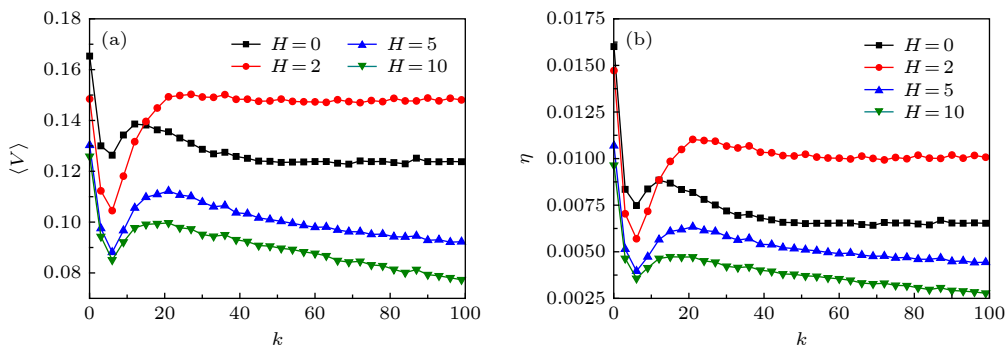 (a)
H = 0
H = 5
H = 2
H = 10
0.18
0.16
0.14
0.12
0.10
0.08
⟨V⟩
0 20 40 60 80 100
k
(b)
H = 0
H = 2
H = 5
H = 10
0.0175
0.0150
0.0125
0.0100
0.0075
0.0050
0.0025
η
0 20 40 60 80 100
k